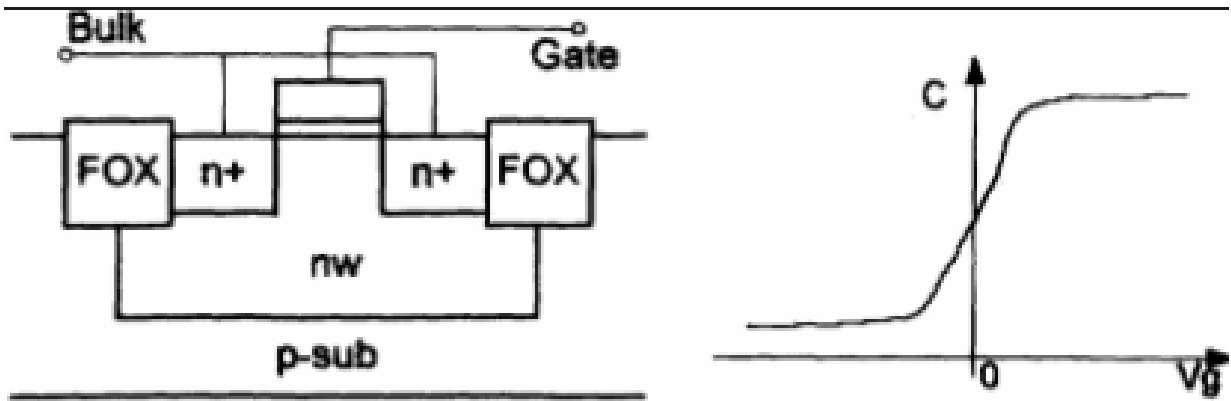 Bulk
Gate
FOX n+ n+ FOX
nw
p-sub
C
0
Vg